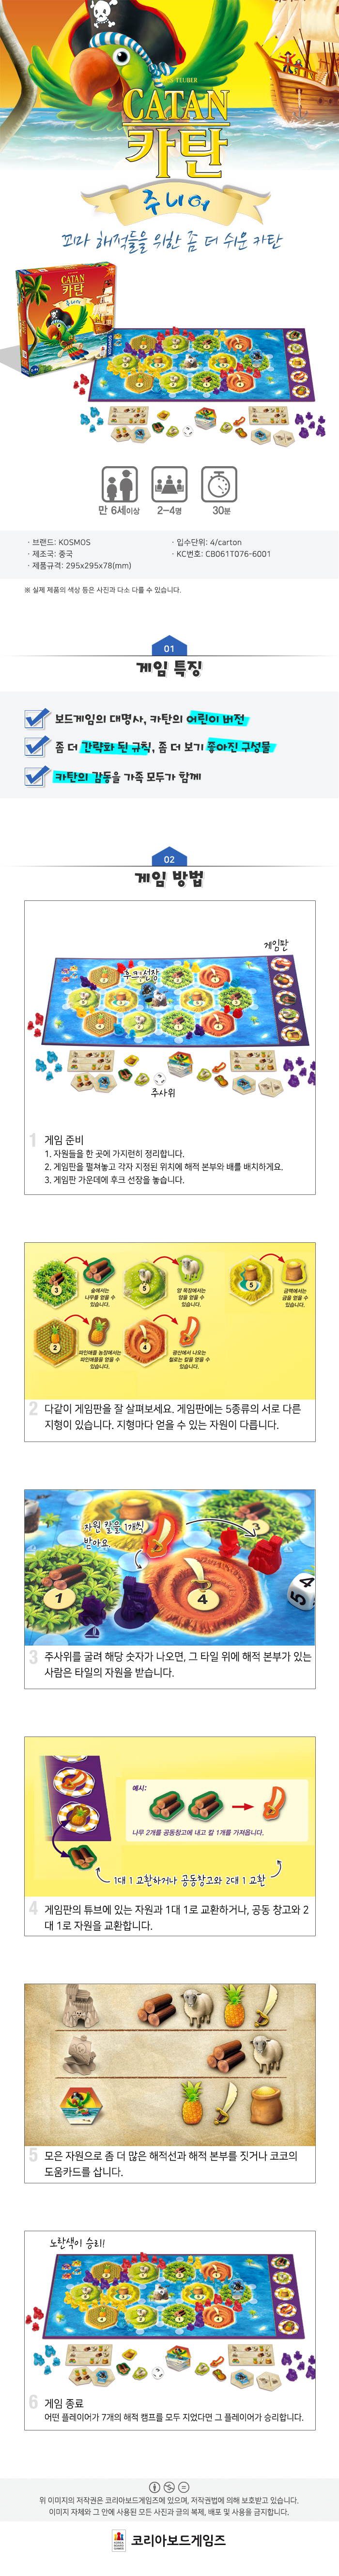 KLAUS TEUBER
CATAN
카탄
주니어
꼬마 해적들을 위한 좀 더 쉬운 카탄
CATAN
카탄
주니어
KOSMOS
만 6세이상
2-4명
30분
· 브랜드: KOSMOS
· 입수단위: 4/carton
· 제조국: 중국
· KC번호: CB061T076-6001
· 제품규격: 295x295x78(mm)
※ 실제 제품의 색상 등은 사진과 다소 다를 수 있습니다.
01
게임 특징
보드게임의 대명사, 카탄의 어린이 버전
좀 더 간략화 된 규칙, 좀 더 보기 좋아진 구성물
카탄의 감동을 가족 모두가 함께
02
게임 방법
게임판
후크 선장
주사위
1 게임 준비
1. 자원들을 한 곳에 가지런히 정리합니다.
2. 게임판을 펼쳐놓고 각자 지정된 위치에 해적 본부와 배를 배치하게요.
3. 게임판 가운데에 후크 선장을 놓습니다.
3
숲에서는
나무를 얻을 수
있습니다.
5
양 목장에서는
양을 얻을 수
있습니다.
5
금맥에서는
금을 얻을 수
있습니다.
2
파인애플 농장에서는
파인애플을 얻을 수
있습니다.
4
광산에서 나오는
철로는 칼을 얻을 수
있습니다.
2 다같이 게임판을 잘 살펴보세요. 게임판에는 5종류의 서로 다른
지형이 있습니다. 지형마다 얻을 수 있는 자원이 다릅니다.
자원 칼을 1개씩
받아요
3
1
4
5
4
3 주사위를 굴려 해당 숫자가 나오면, 그 타일 위에 해적 본부가 있는
사람은 타일의 자원을 받습니다.
예시:
나무 2개를 공동창고에 내고 칼 1개를 가져옵니다.
1대 1 교환하거나 공동창고와 2대 1 교환
4 게임판의 튜브에 있는 자원과 1대 1로 교환하거나, 공동 창고와 2
대 1로 자원을 교환합니다.
5 모은 자원으로 좀 더 많은 해적선과 해적 본부를 짓거나 코코의
도움카드를 삽니다.
노란색이 승리!
6 게임 종료
어떤 플레이어가 7개의 해적 캠프를 모두 지었다면 그 플레이어가 승리합니다.
위 이미지의 저작권은 코리아보드게임즈에 있으며, 저작권법에 의해 보호받고 있습니다.
이미지 자체와 그 안에 사용된 모든 사진과 글의 복제, 배포 및 사용을 금지합니다.
KOREA BOARD GAMES
코리아보드게임즈